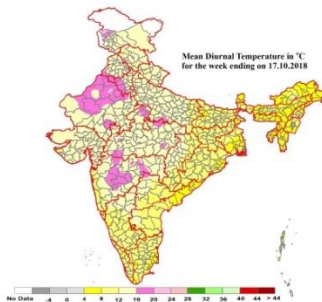 Mean Diurnal Temperature in °C
for the week ending on 17.10.2018
No Data -4 0 4 8 12 16 20 24 28 32 36 40 44 > 44